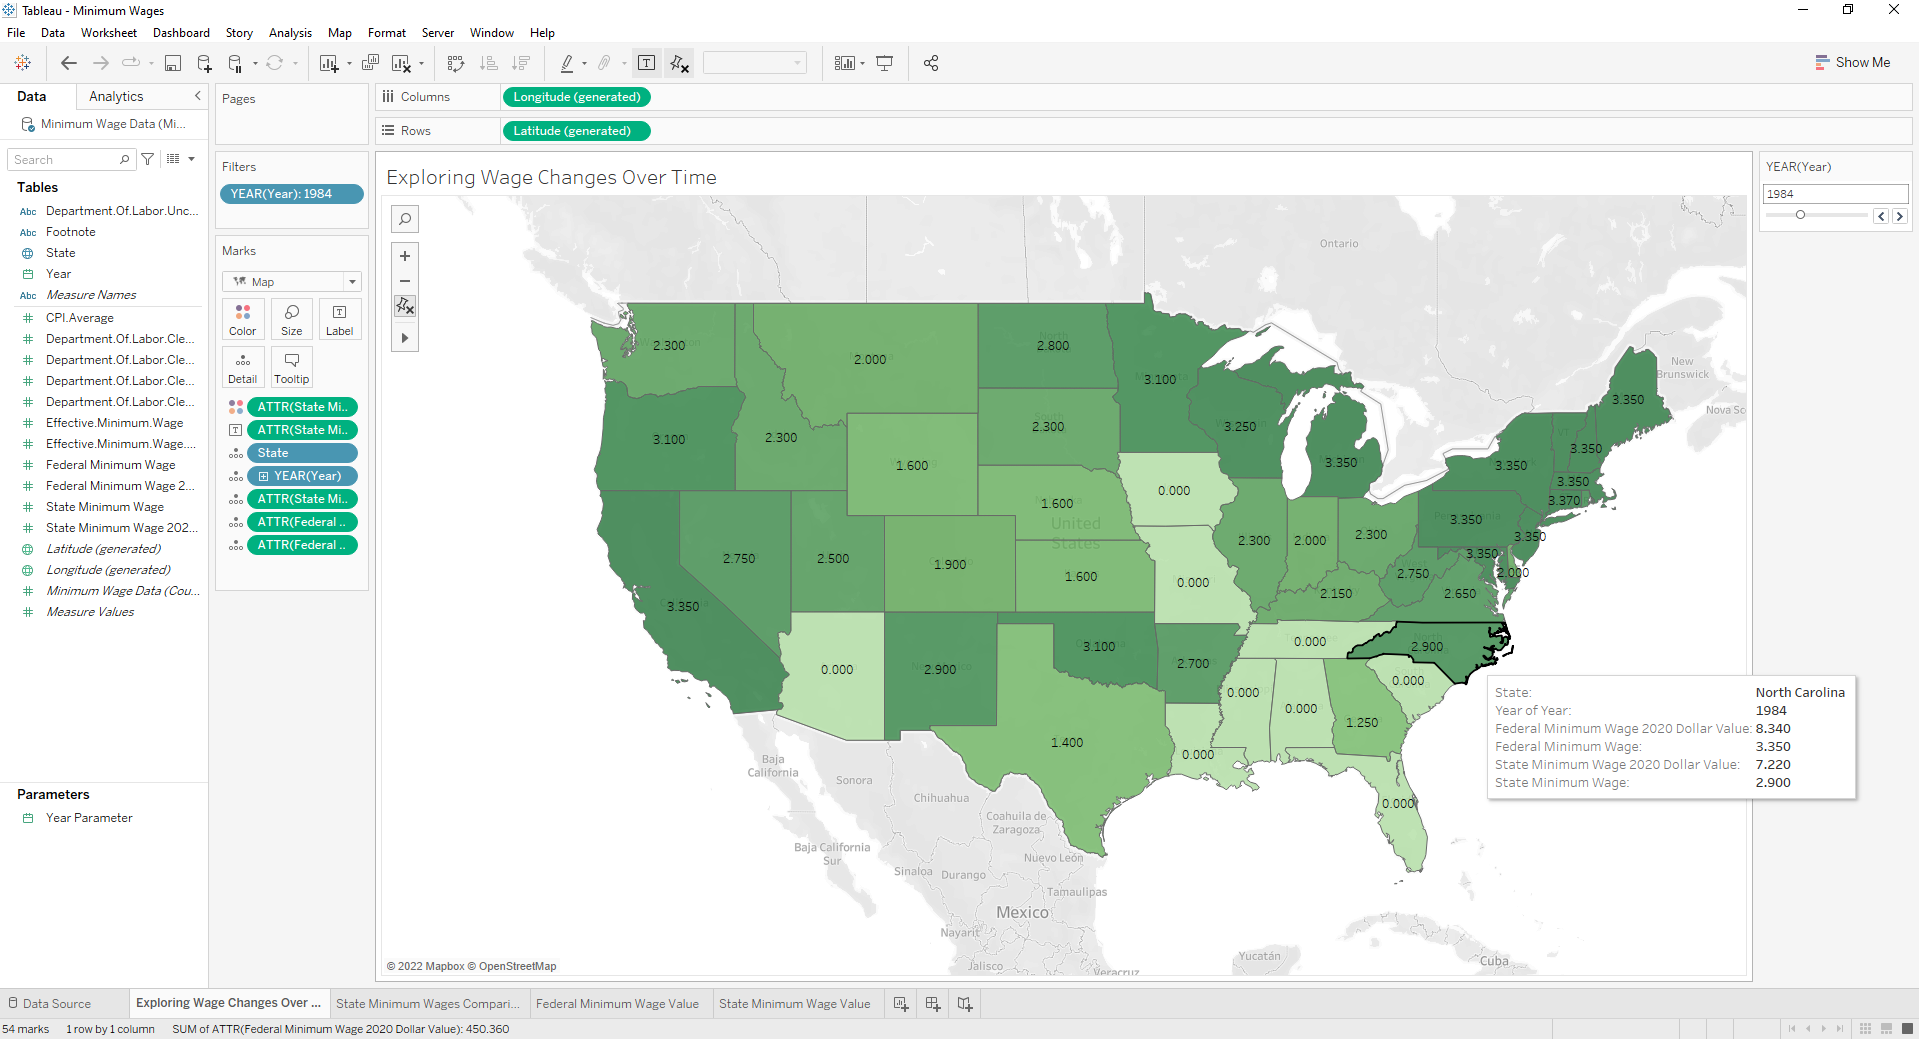 Tableau - Minimum Wages
File Data Worksheet Dashboard Story Analysis Map Format Server Window Help
Show Me
Data Analytics
Minimum Wage Data (Mi...
Search
Tables
Abc Department.Of.Labor.Unc...
Abc Footnote
State
Year
Abc Measure Names
CPI.Average
Department.Of.Labor.Cle...
Department.Of.Labor.Cle...
Department.Of.Labor.Cle...
Department.Of.Labor.Cle...
Effective.Minimum.Wage
Effective.Minimum.Wage....
Federal Minimum Wage
Federal Minimum Wage 2...
State Minimum Wage
State Minimum Wage 202...
Latitude (generated)
Longitude (generated)
Minimum Wage Data (Cou...
Measure Values
Parameters
Year Parameter
Pages
Filters
YEAR(Year): 1984
Marks
Map
Color Size Label
Detail Tooltip
ATTR(State Mi..
ATTR(State Mi..
State
YEAR(Year)
ATTR(State Mi..
ATTR(Federal ..
ATTR(Federal ..
Columns Longitude (generated)
Rows Latitude (generated)
Exploring Wage Changes Over Time
YEAR(Year)
1984
Ontario
New
Brunswick
Nova Sc
2.300
2.000
2.800
3.100
3.350
3.100
2.300
2.300
3.250
3.350
3.350
3.350
1.600
0.000
3.350
3.370
1.600
United
States
3.350
3.350
2.750
2.500
1.900
1.600
0.000
2.300
2.000
2.300
3.350
2.000
2.750
2.650
2.150
3.350
0.000
2.900
3.100
2.700
0.000
North
2.900
0.000
0.000
0.000
1.250
1.400
0.000
0.000
State: North Carolina
Year of Year: 1984
Federal Minimum Wage 2020 Dollar Value: 8.340
Federal Minimum Wage: 3.350
State Minimum Wage 2020 Dollar Value: 7.220
State Minimum Wage: 2.900
Baja
California
Sonora
Chihuahua
Coahuila de
Zaragoza
Baja California
Sur
Nuevo León
Sinaloa Durango
Tamaulipas
Mexico
Nayarit
Jalisco
Veracruz
Yucatán
Cuba
© 2022 Mapbox © OpenStreetMap
Data Source Exploring Wage Changes Over ... State Minimum Wages Compari... Federal Minimum Wage Value State Minimum Wage Value
54 marks 1 row by 1 column SUM of ATTR(Federal Minimum Wage 2020 Dollar Value): 450.360